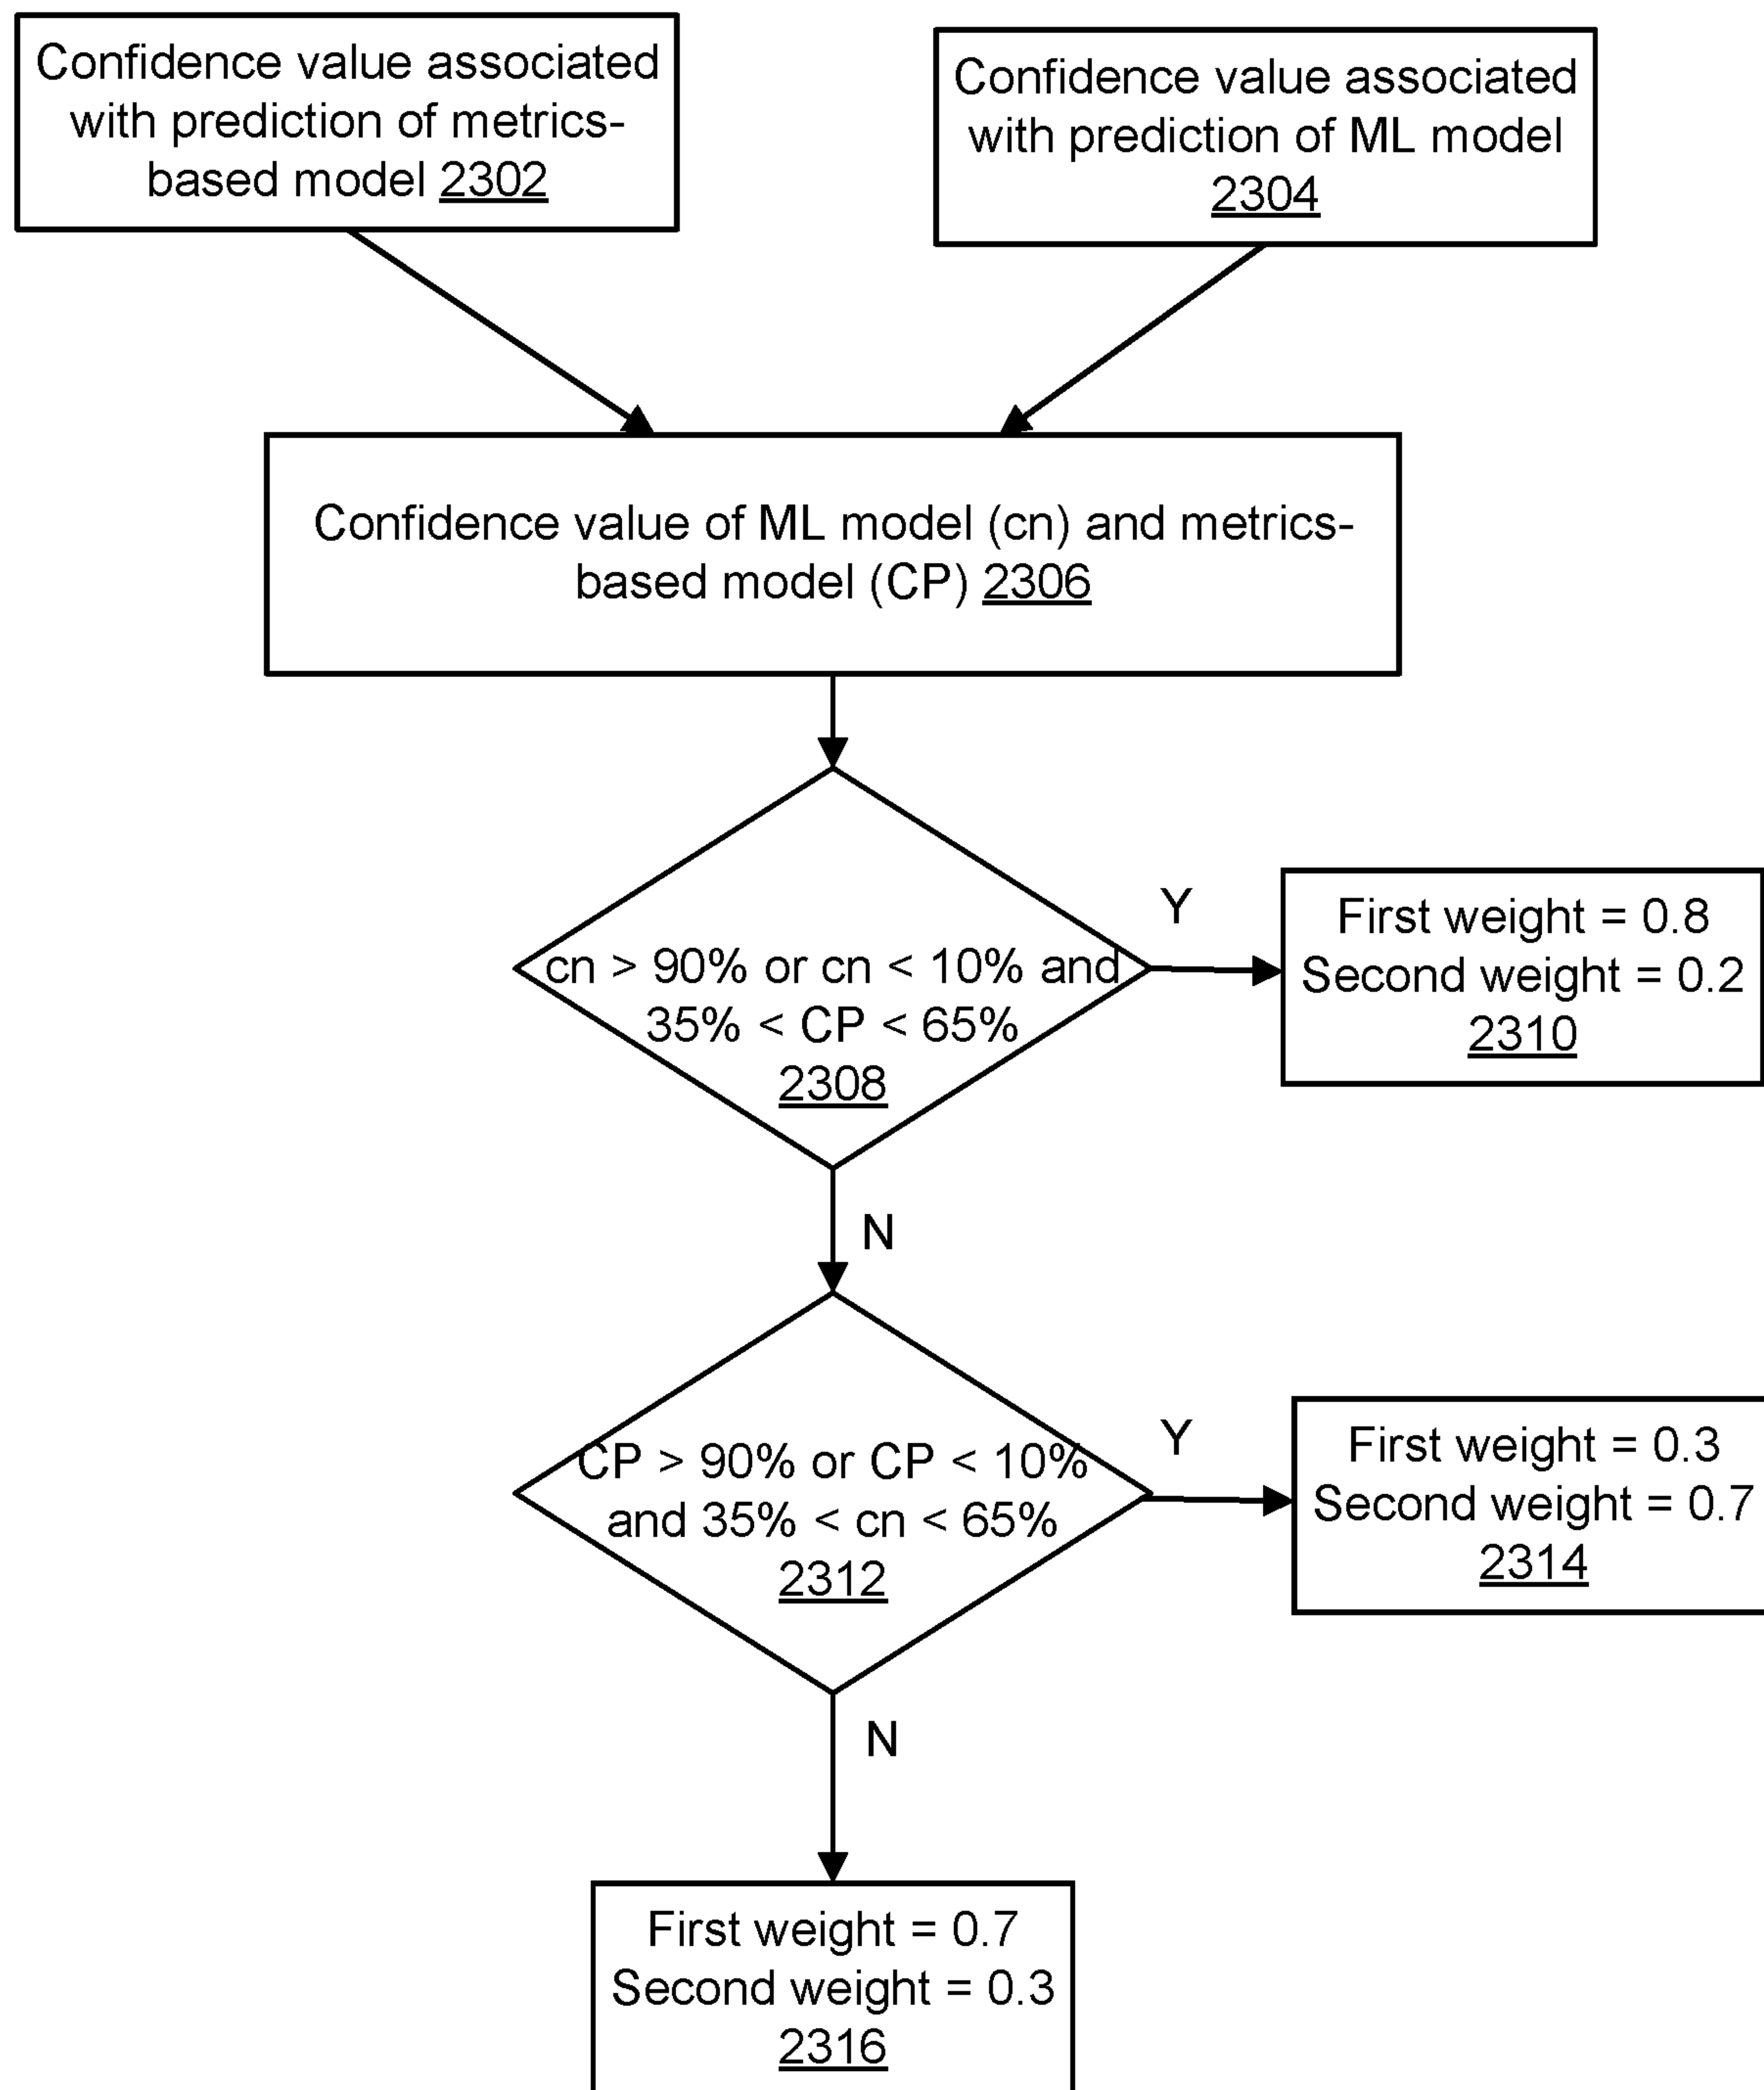 Confidence value associated
with prediction of metrics-
based model 2302
Confidence value associated
with prediction of ML model
2304
Confidence value of ML model (cn) and metrics-
based model (CP) 2306
cn > 90% or cn < 10% and
35% < CP < 65%
2308
Y
First weight = 0.8
Second weight = 0.2
2310
N
CP > 90% or CP < 10%
and 35% < cn < 65%
2312
Y
First weight = 0.3
Second weight = 0.7
2314
N
First weight = 0.7
Second weight = 0.3
2316